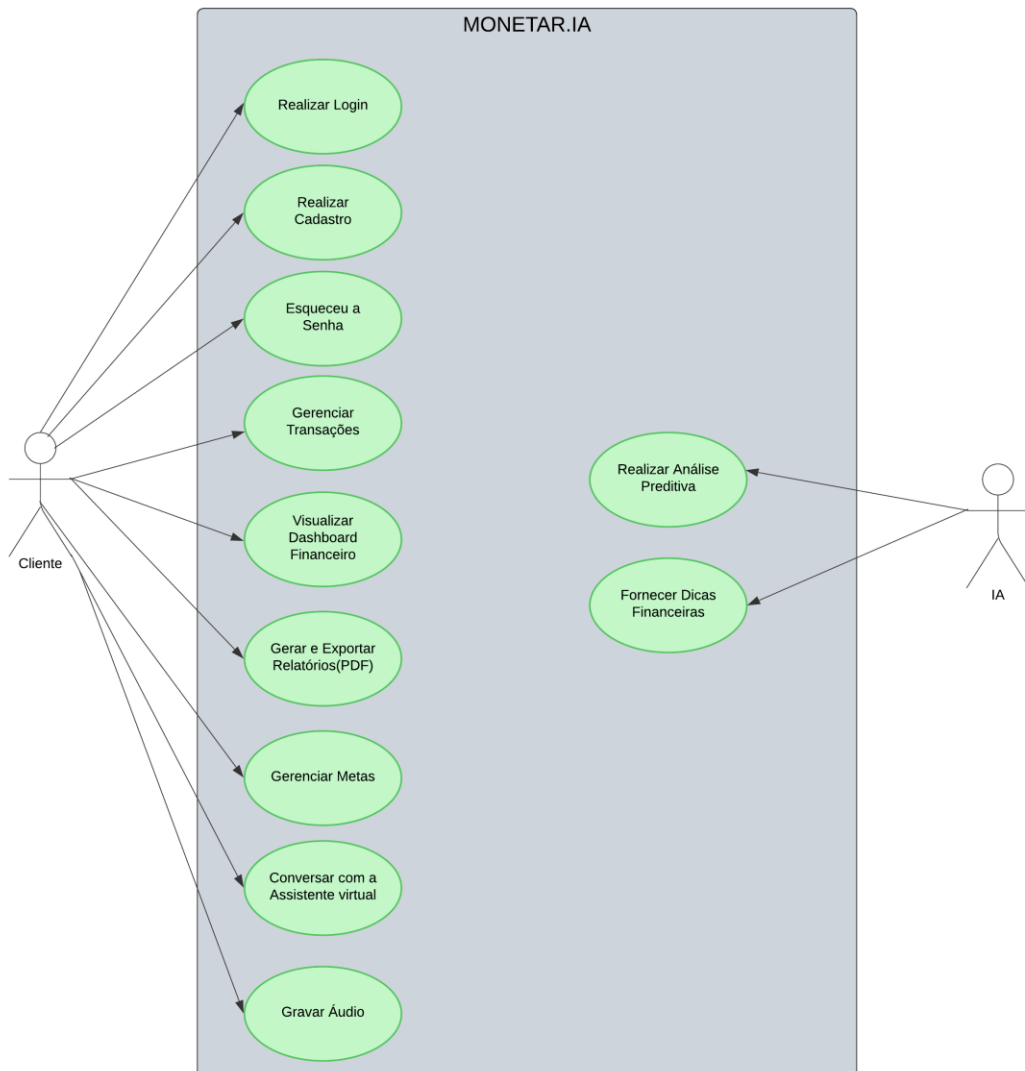 MONETAR.IA
Realizar Login
Realizar
Cadastro
Esqueceu a
Senha
Gerenciar
Transações
Visualizar
Dashboard
Financeiro
Gerar e Exportar
Relatórios(PDF)
Gerenciar Metas
Conversar com a
Assistente virtual
Gravar Áudio
Cliente
Realizar Análise
Preditiva
Fornecer Dicas
Financeiras
IA